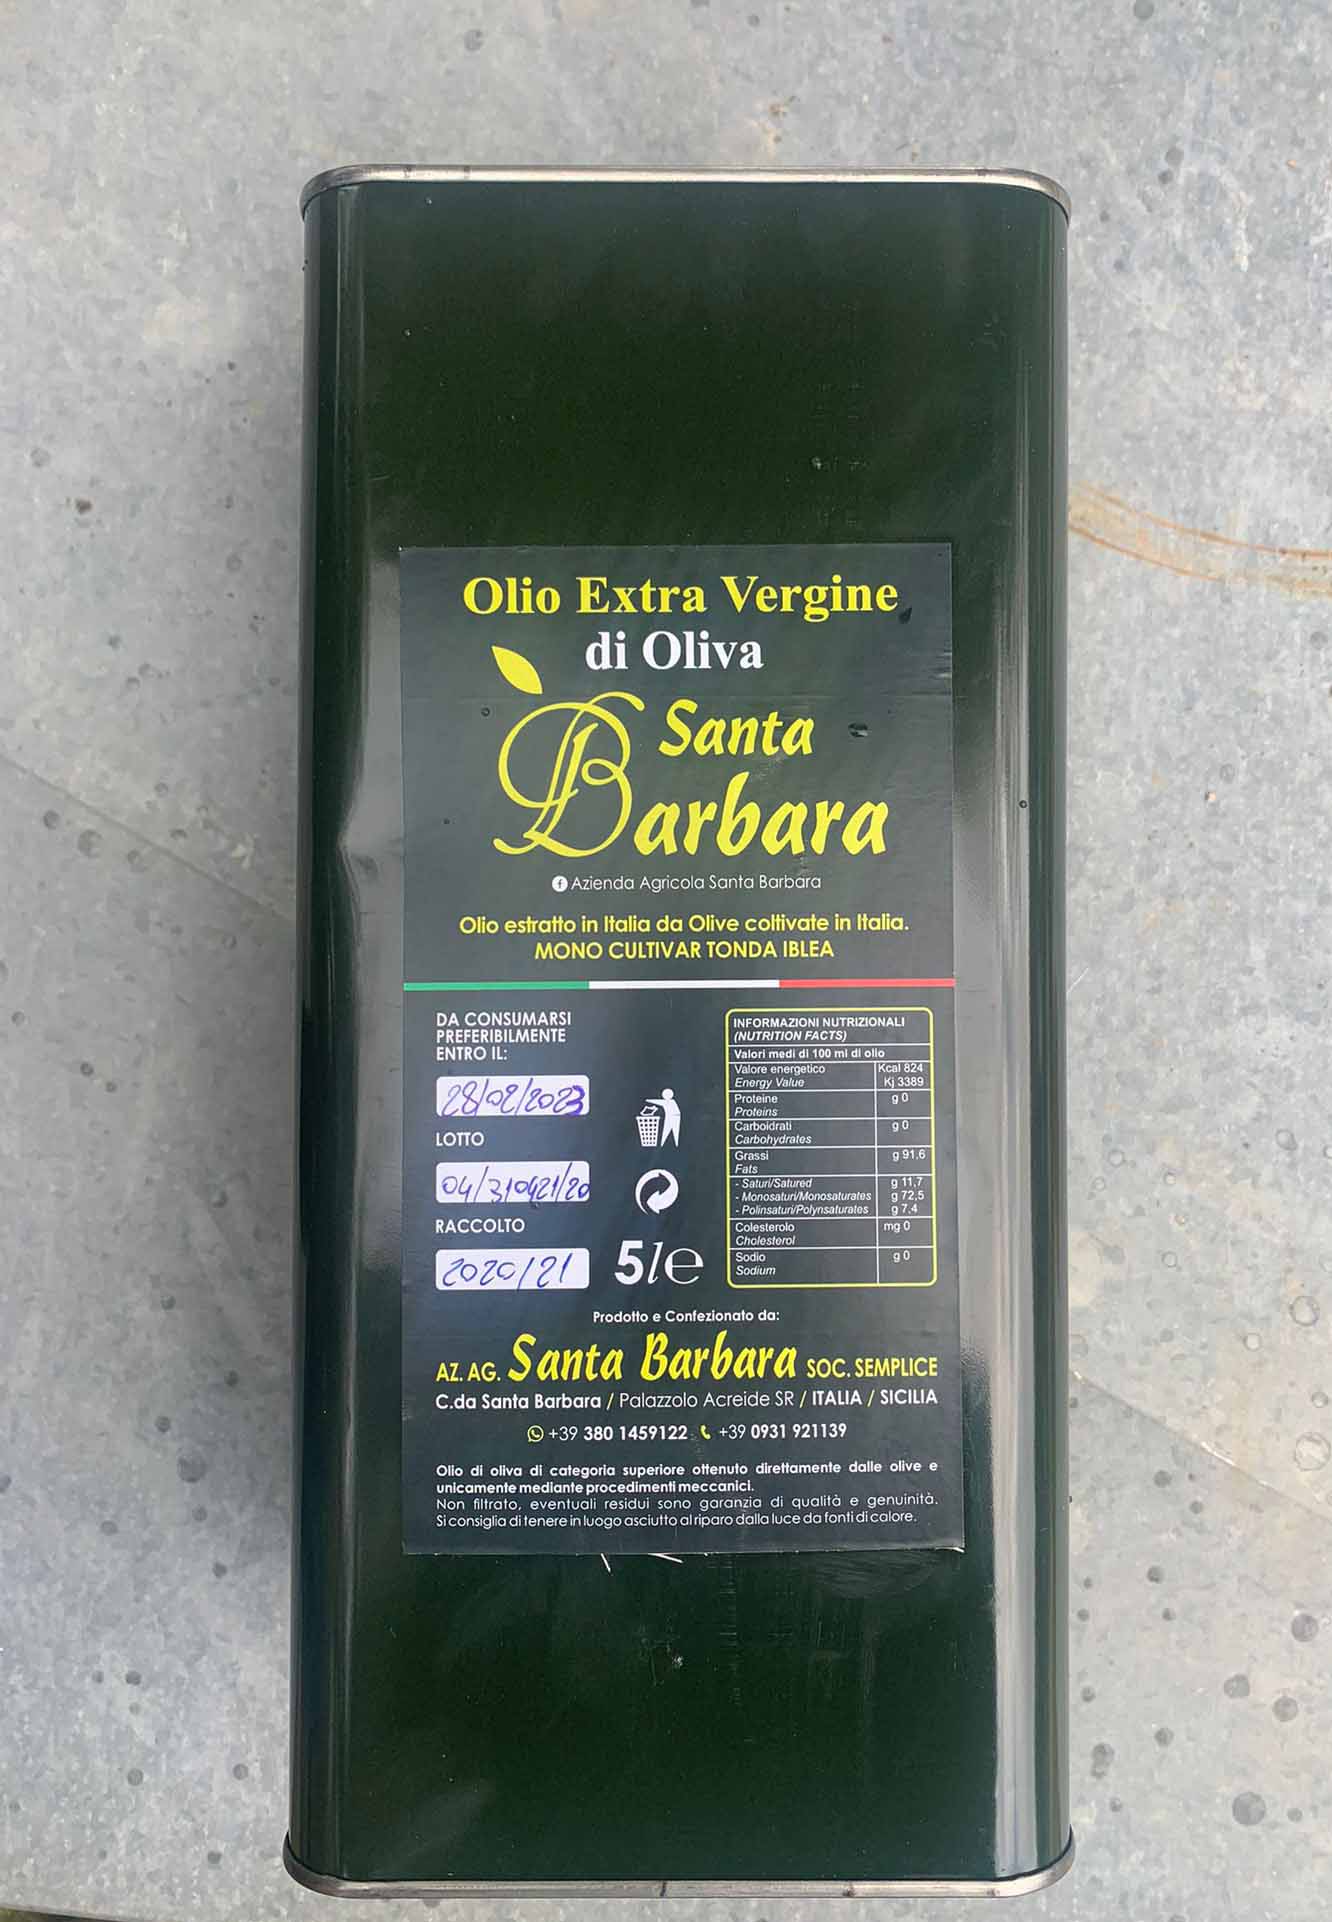 Olio Extra Vergine
di Oliva
Santa
Barbara
Azienda Agricola Santa Barbara
Olio estratto in Italia da Olive coltivate in Italia.
MONO CULTIVAR TONDA IBLEA
DA CONSUMARSI
PREFERIBILMENTE
ENTRO IL:
28/02/2023
LOTTO
04/310421/20
RACCOLTO
2020/21
5le
INFORMAZIONI NUTRIZIONALI
(NUTRITION FACTS)
Valori medi di 100 ml di olio
Valore energetico Kcal 824
Energy Value Kj 3389
Proteine g 0
Proteins
Carboidrati g 0
Carbohydrates
Grassi g 91,6
Fats
- Saturi/Satured g 11,7
- Monosaturi/Monosaturates g 72,5
- Polinsaturi/Polynsaturates g 7.4
Colesterolo mg 0
Cholesterol
Sodio g 0
Sodium
Prodotto e Confezionato da:
AZ. AG. Santa Barbara SOC. SEMPLICE
C.da Santa Barbara / Palazzolo Acreide SR / ITALIA / SICILIA
+39 380 1459122 +39 0931 921139
Olio di oliva di categoria superiore ottenuto direttamente dalle olive e
unicamente mediante procedimenti meccanici.
Non filtrato, eventuali residui sono garanzia di qualità e genuinità.
Si consiglia di tenere in luogo asciutto al riparo dalla luce da fonti di calore.